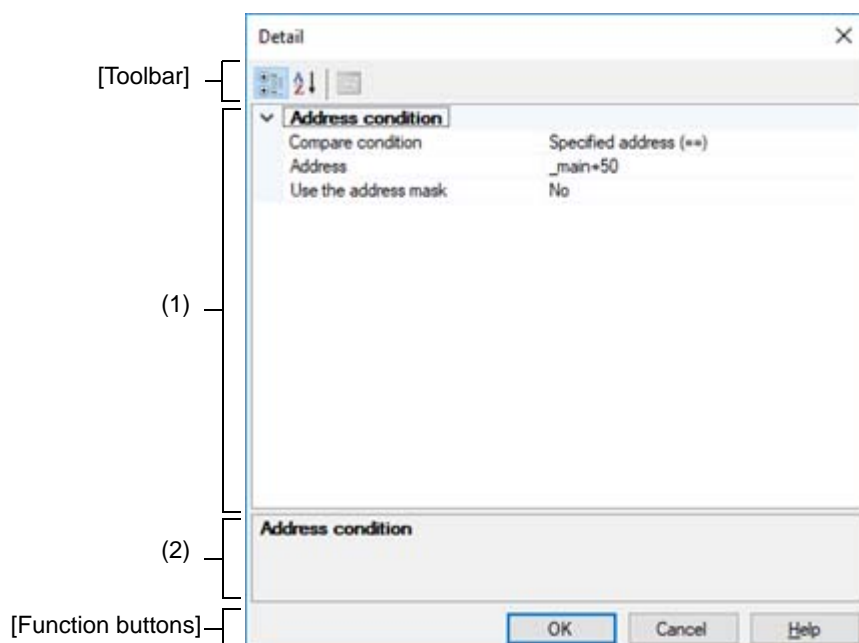 Detail
[Toolbar]
Address condition
Compare condition Specified address (==)
Address _main+50
Use the address mask No
(1)
Address condition
(2)
[Function buttons]
OK Cancel Help